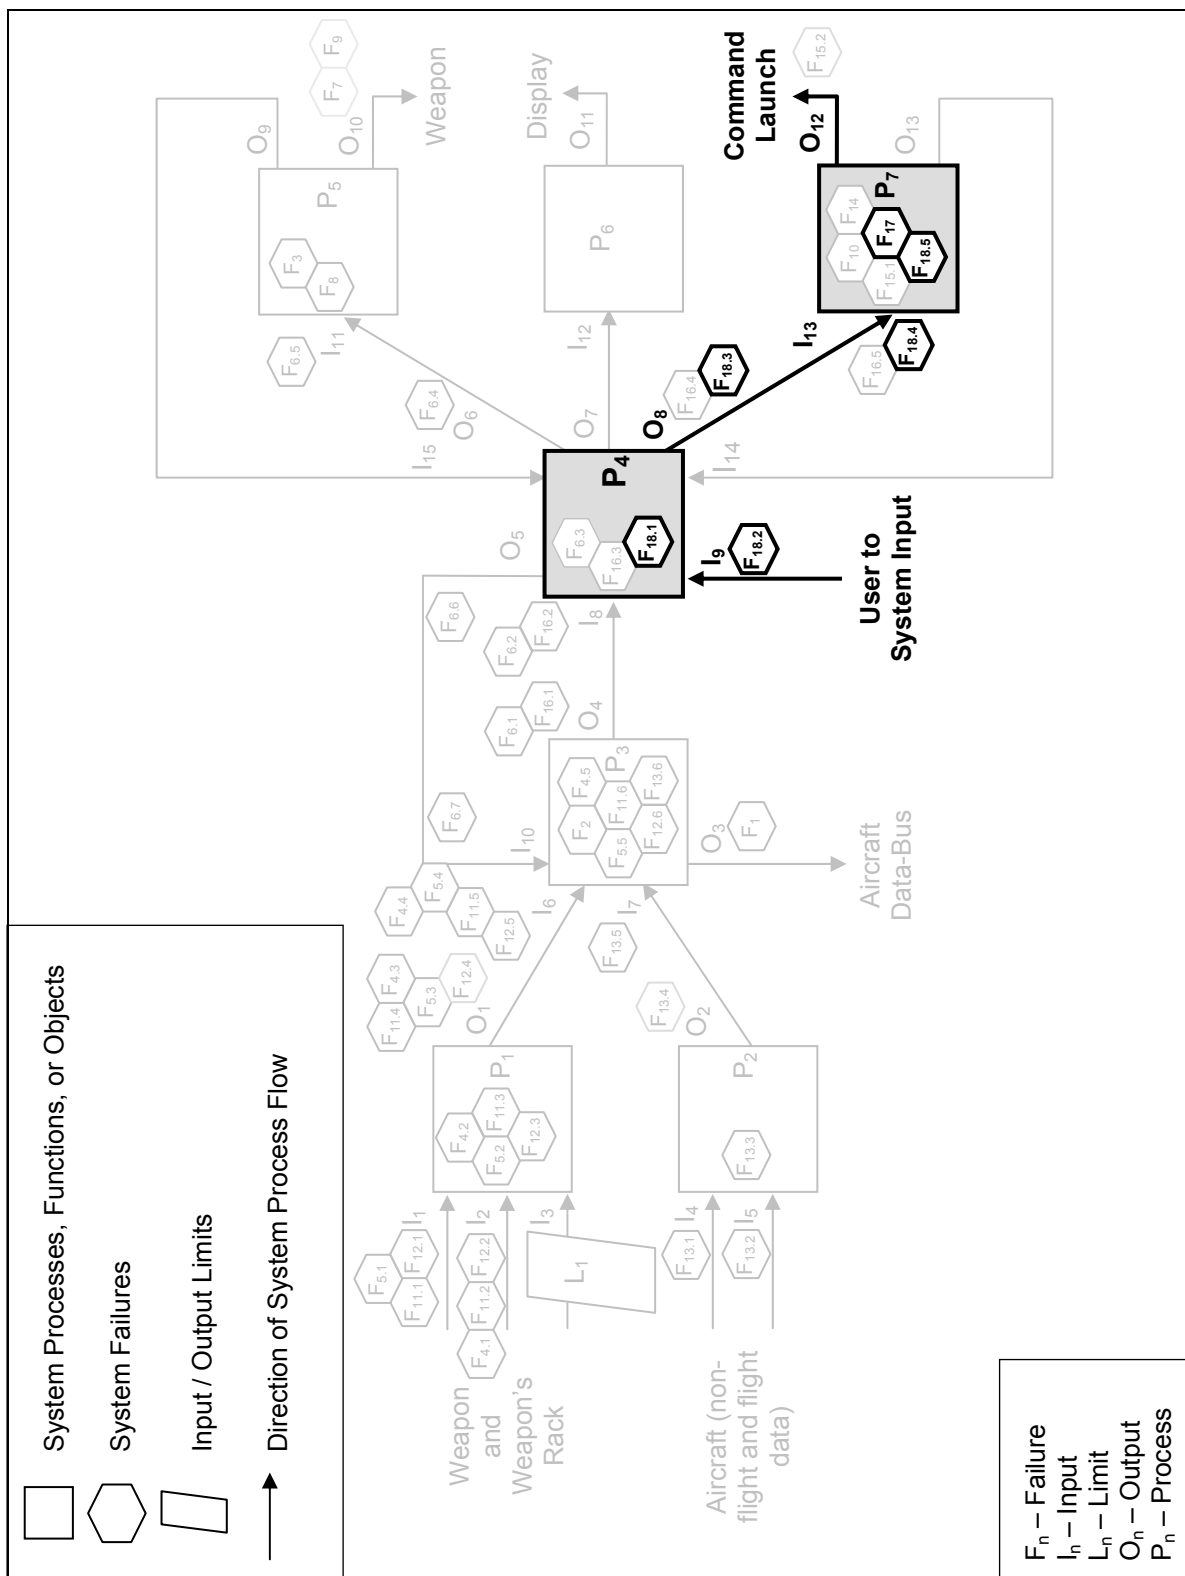 System Processes, Functions, or Objects
System Failures
Input / Output Limits
Direction of System Process Flow
Weapon
and
Weapon's
Rack
Aircraft (non-
flight and flight
data)
F5.1
F11.1
F12.1
I1
F4.1
F11.2
F12.2
I2
L1
I3
F13.1
I4
F13.2
I5
P1
F4.2
F5.2
F11.3
F12.3
P2
F13.3
O1
F11.4
F4.3
F5.3
F12.4
F4.4
F5.4
F11.5
F12.5
I6
O2
F13.4
F13.5
I7
F6.7
I10
F6.6
O5
P3
F2
F4.5
F5.5
F11.6
F12.6
F13.6
O3
F1
Aircraft
Data-Bus
O4
F6.1
F16.1
F6.2
F16.2
I8
P4
F6.3
F16.3
F18.1
I9
F18.2
User to
System Input
I15
O6
F6.4
F6.5
I11
O7
I12
O8
F16.4
F18.3
I13
F16.5
F18.4
I14
P5
F3
F8
O9
O10
F7
F9
Weapon
P6
O11
Display
P7
F10
F14
F15.1
F17
F18.5
O12
O13
Command
Launch
F15.2
Fn – Failure
In – Input
Ln – Limit
On – Output
Pn – Process